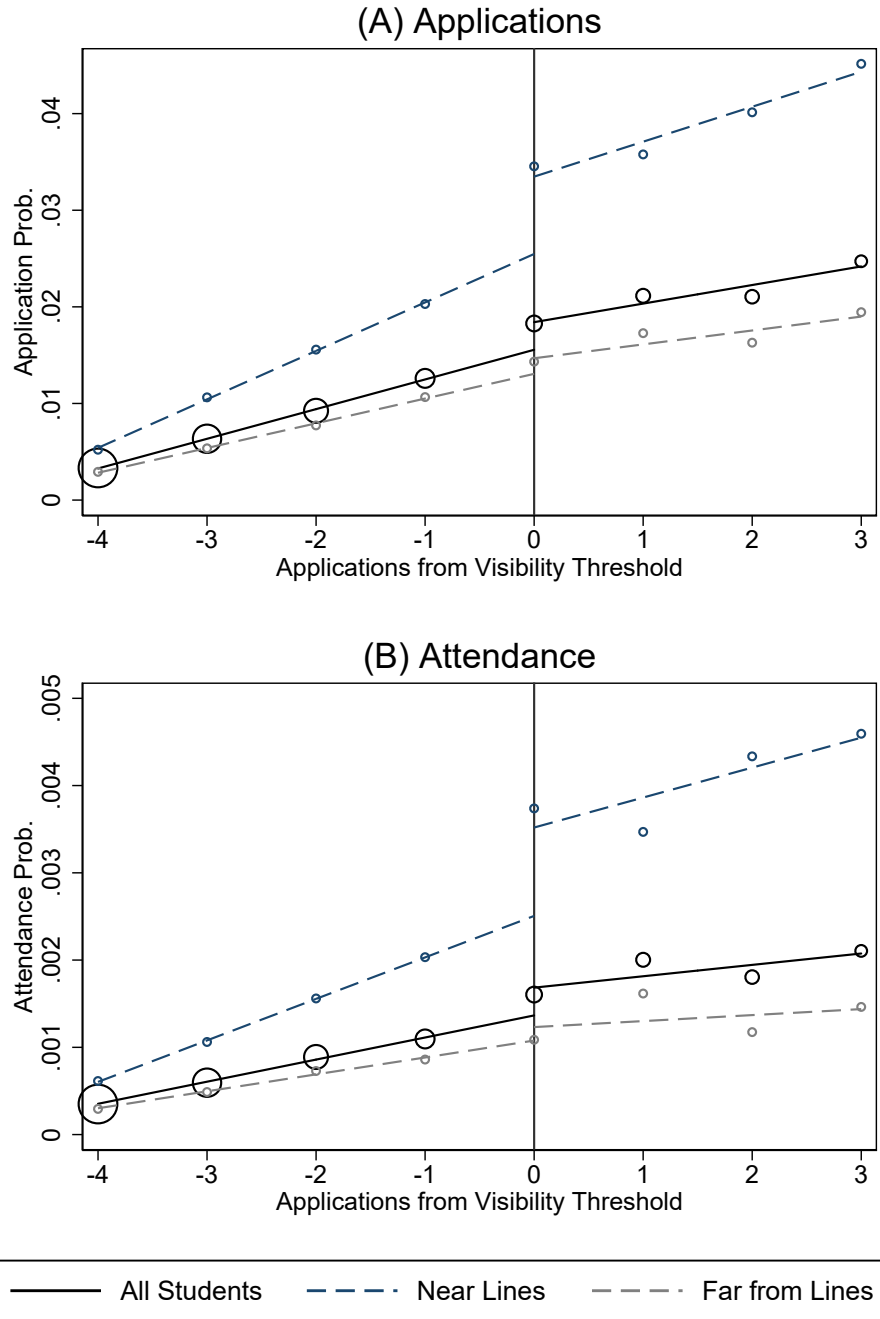 (A) Applications
Application Prob.
.04
.03
.02
.01
0
-4 -3 -2 -1 0 1 2 3
Applications from Visibility Threshold
(B) Attendance
Attendance Prob.
.005
.004
.003
.002
.001
0
-4 -3 -2 -1 0 1 2 3
Applications from Visibility Threshold
All Students Near Lines Far from Lines